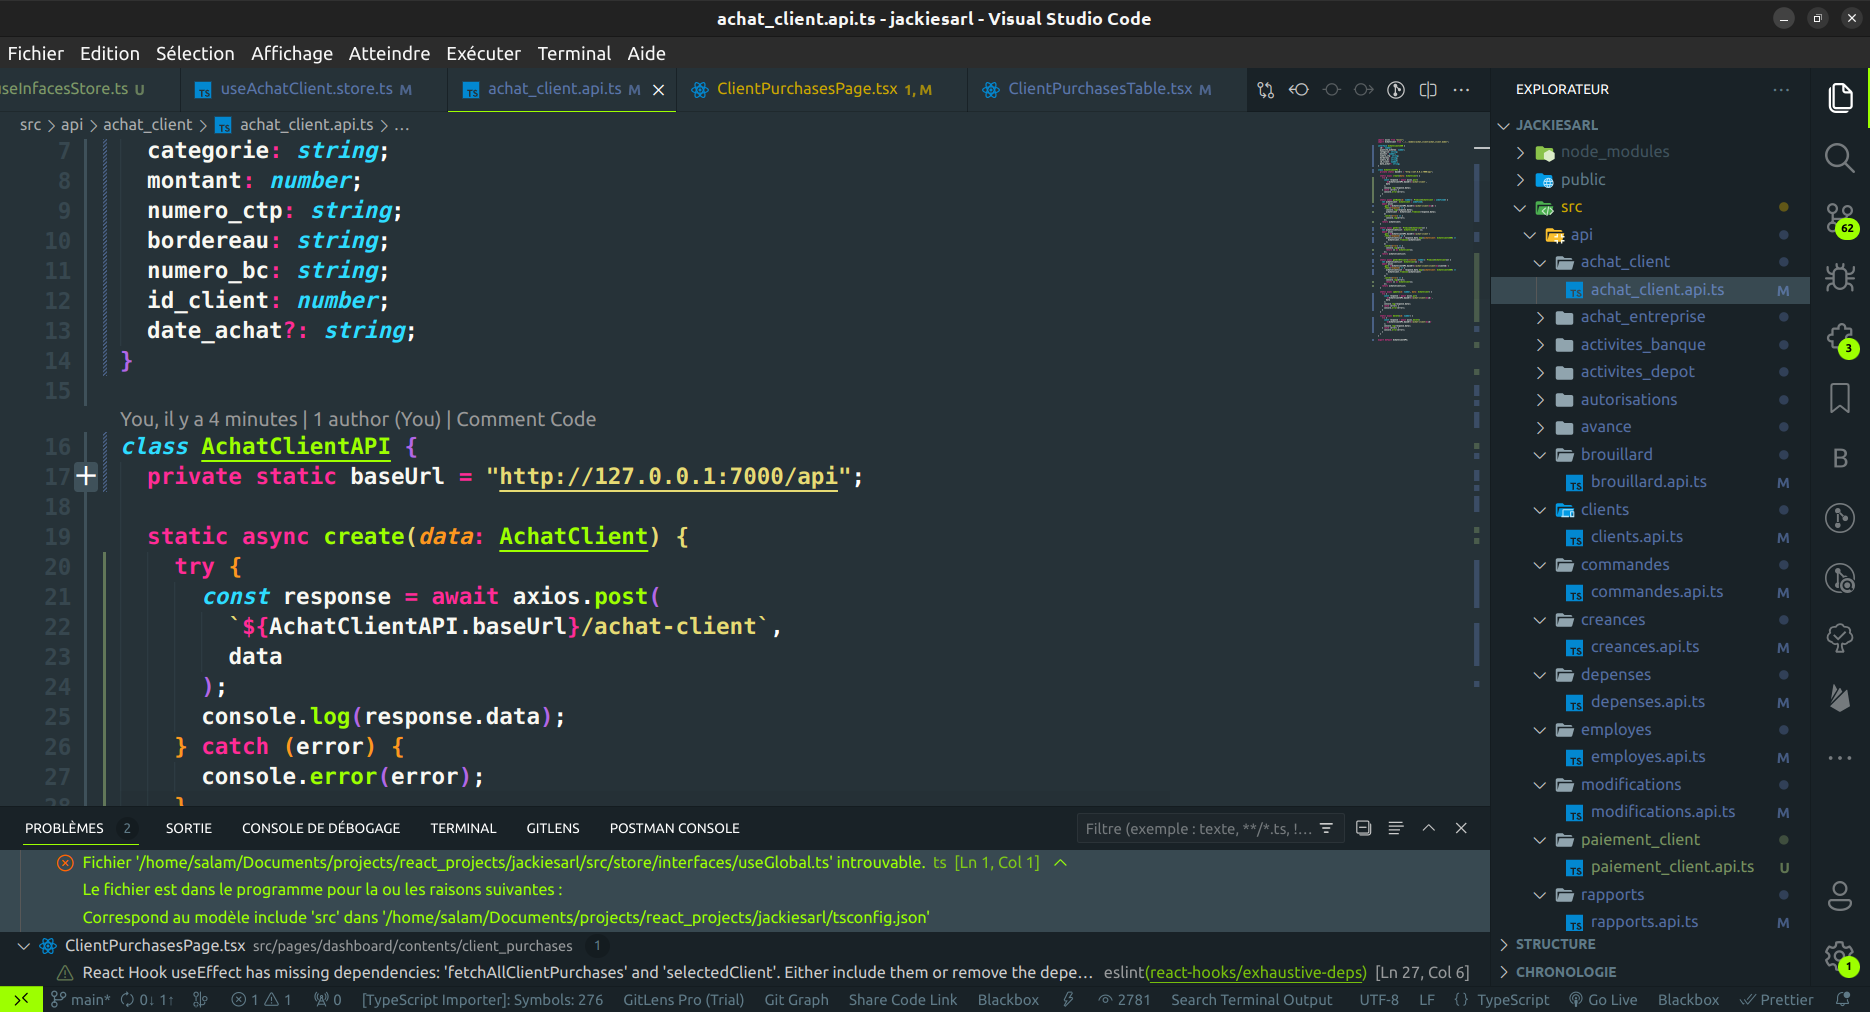 achat_client.api.ts - jackiesarl - Visual Studio Code
Fichier Edition Sélection Affichage Atteindre Exécuter Terminal Aide
seInfacesStore.ts U
TS useAchatClient.store.ts M
TS achat_client.api.ts M
ClientPurchasesPage.tsx 1, M
ClientPurchasesTable.tsx M
src > api > achat_client > TS achat_client.api.ts > ...
7 categorie: string;
8 montant: number;
9 numero_ctp: string;
10 bordereau: string;
11 numero_bc: string;
12 id_client: number;
13 date_achat?: string;
14 }
15
You, il y a 4 minutes | 1 author (You) | Comment Code
16 class AchatClientAPI {
17 private static baseUrl = "http://127.0.0.1:7000/api";
18
19 static async create(data: AchatClient) {
20 try {
21 const response = await axios.post(
22 `${AchatClientAPI.baseUrl}/achat-client`,
23 data
24 );
25 console.log(response.data);
26 } catch (error) {
27 console.error(error);
28 }
PROBLÈMES 2 SORTIE CONSOLE DE DÉBOGAGE TERMINAL GITLENS POSTMAN CONSOLE
Filtre (exemple : texte, **/*.ts, !...
Fichier '/home/salam/Documents/projects/react_projects/jackiesarl/src/store/interfaces/useGlobal.ts' introuvable. ts [Ln 1, Col 1]
Le fichier est dans le programme pour la ou les raisons suivantes :
Correspond au modèle include 'src' dans '/home/salam/Documents/projects/react_projects/jackiesarl/tsconfig.json'
ClientPurchasesPage.tsx src/pages/dashboard/contents/client_purchases 1
React Hook useEffect has missing dependencies: 'fetchAllClientPurchases' and 'selectedClient'. Either include them or remove the depe... eslint(react-hooks/exhaustive-deps) [Ln 27, Col 6]
EXPLORATEUR
JACKIESARL
node_modules
public
src
api
achat_client
TS achat_client.api.ts M
achat_entreprise
activites_banque
activites_depot
autorisations
avance
brouillard
TS brouillard.api.ts M
clients
TS clients.api.ts M
commandes
TS commandes.api.ts M
creances
TS creances.api.ts M
depenses
TS depenses.api.ts M
employes
TS employes.api.ts M
modifications
TS modifications.api.ts M
paiement_client
TS paiement_client.api.ts U
rapports
TS rapports.api.ts M
STRUCTURE
CHRONOLOGIE
62
3
B
1
main* 0↓ 1↑ 1 1 0 [TypeScript Importer]: Symbols: 276 GitLens Pro (Trial) Git Graph Share Code Link Blackbox 2781 Search Terminal Output UTF-8 LF {} TypeScript Go Live Blackbox Prettier